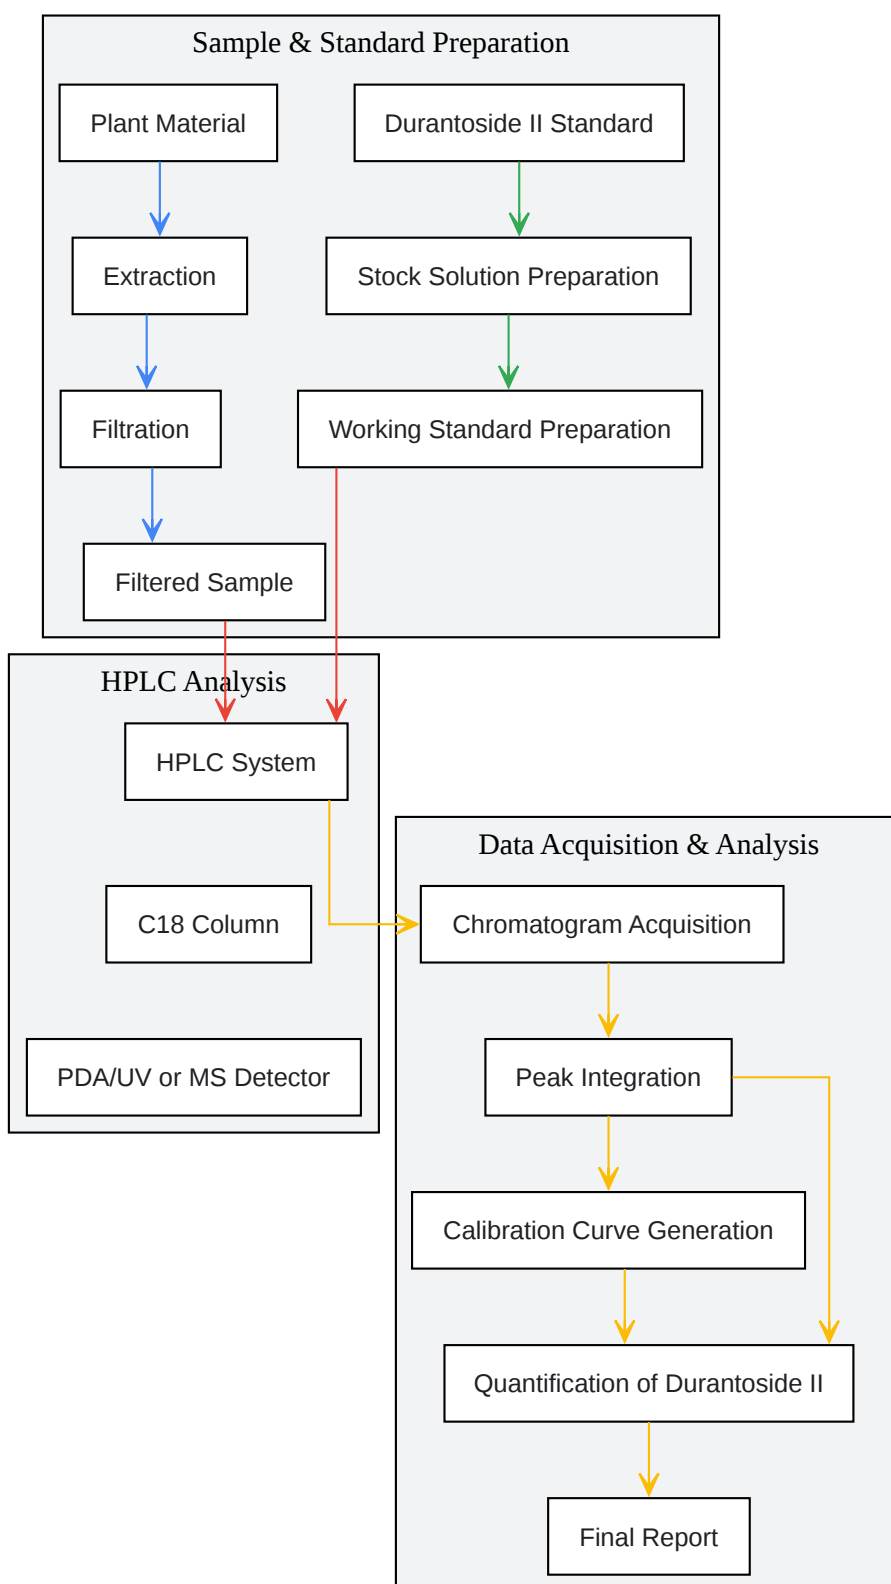 Sample & Standard Preparation
Plant Material
Durantoside II Standard
Extraction
Stock Solution Preparation
Filtration
Working Standard Preparation
Filtered Sample
HPLC Analysis
HPLC System
C18 Column
PDA/UV or MS Detector
Data Acquisition & Analysis
Chromatogram Acquisition
Peak Integration
Calibration Curve Generation
Quantification of Durantoside II
Final Report